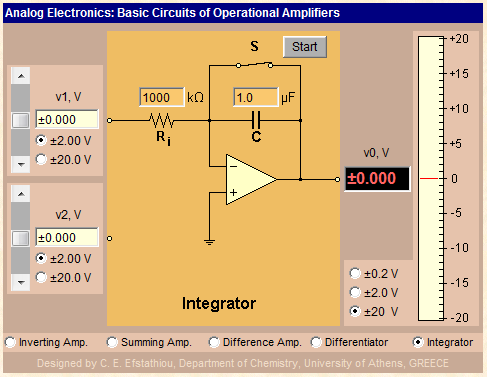 Analog Electronics: Basic Circuits of Operational Amplifiers
v1, V
±0.000
±2.00 V
±20.0 V
v2, V
±0.000
±2.00 V
±20.0 V
S
Start
1000 kΩ
1.0 µF
Ri
C
−
+
Integrator
v0, V
±0.000
±0.2 V
±2.0 V
±20 V
+20
+15
+10
+5
0
-5
-10
-15
-20
Inverting Amp. Summing Amp. Difference Amp. Differentiator Integrator
Designed by C. E. Efstathiou, Department of Chemistry, University of Athens, GREECE